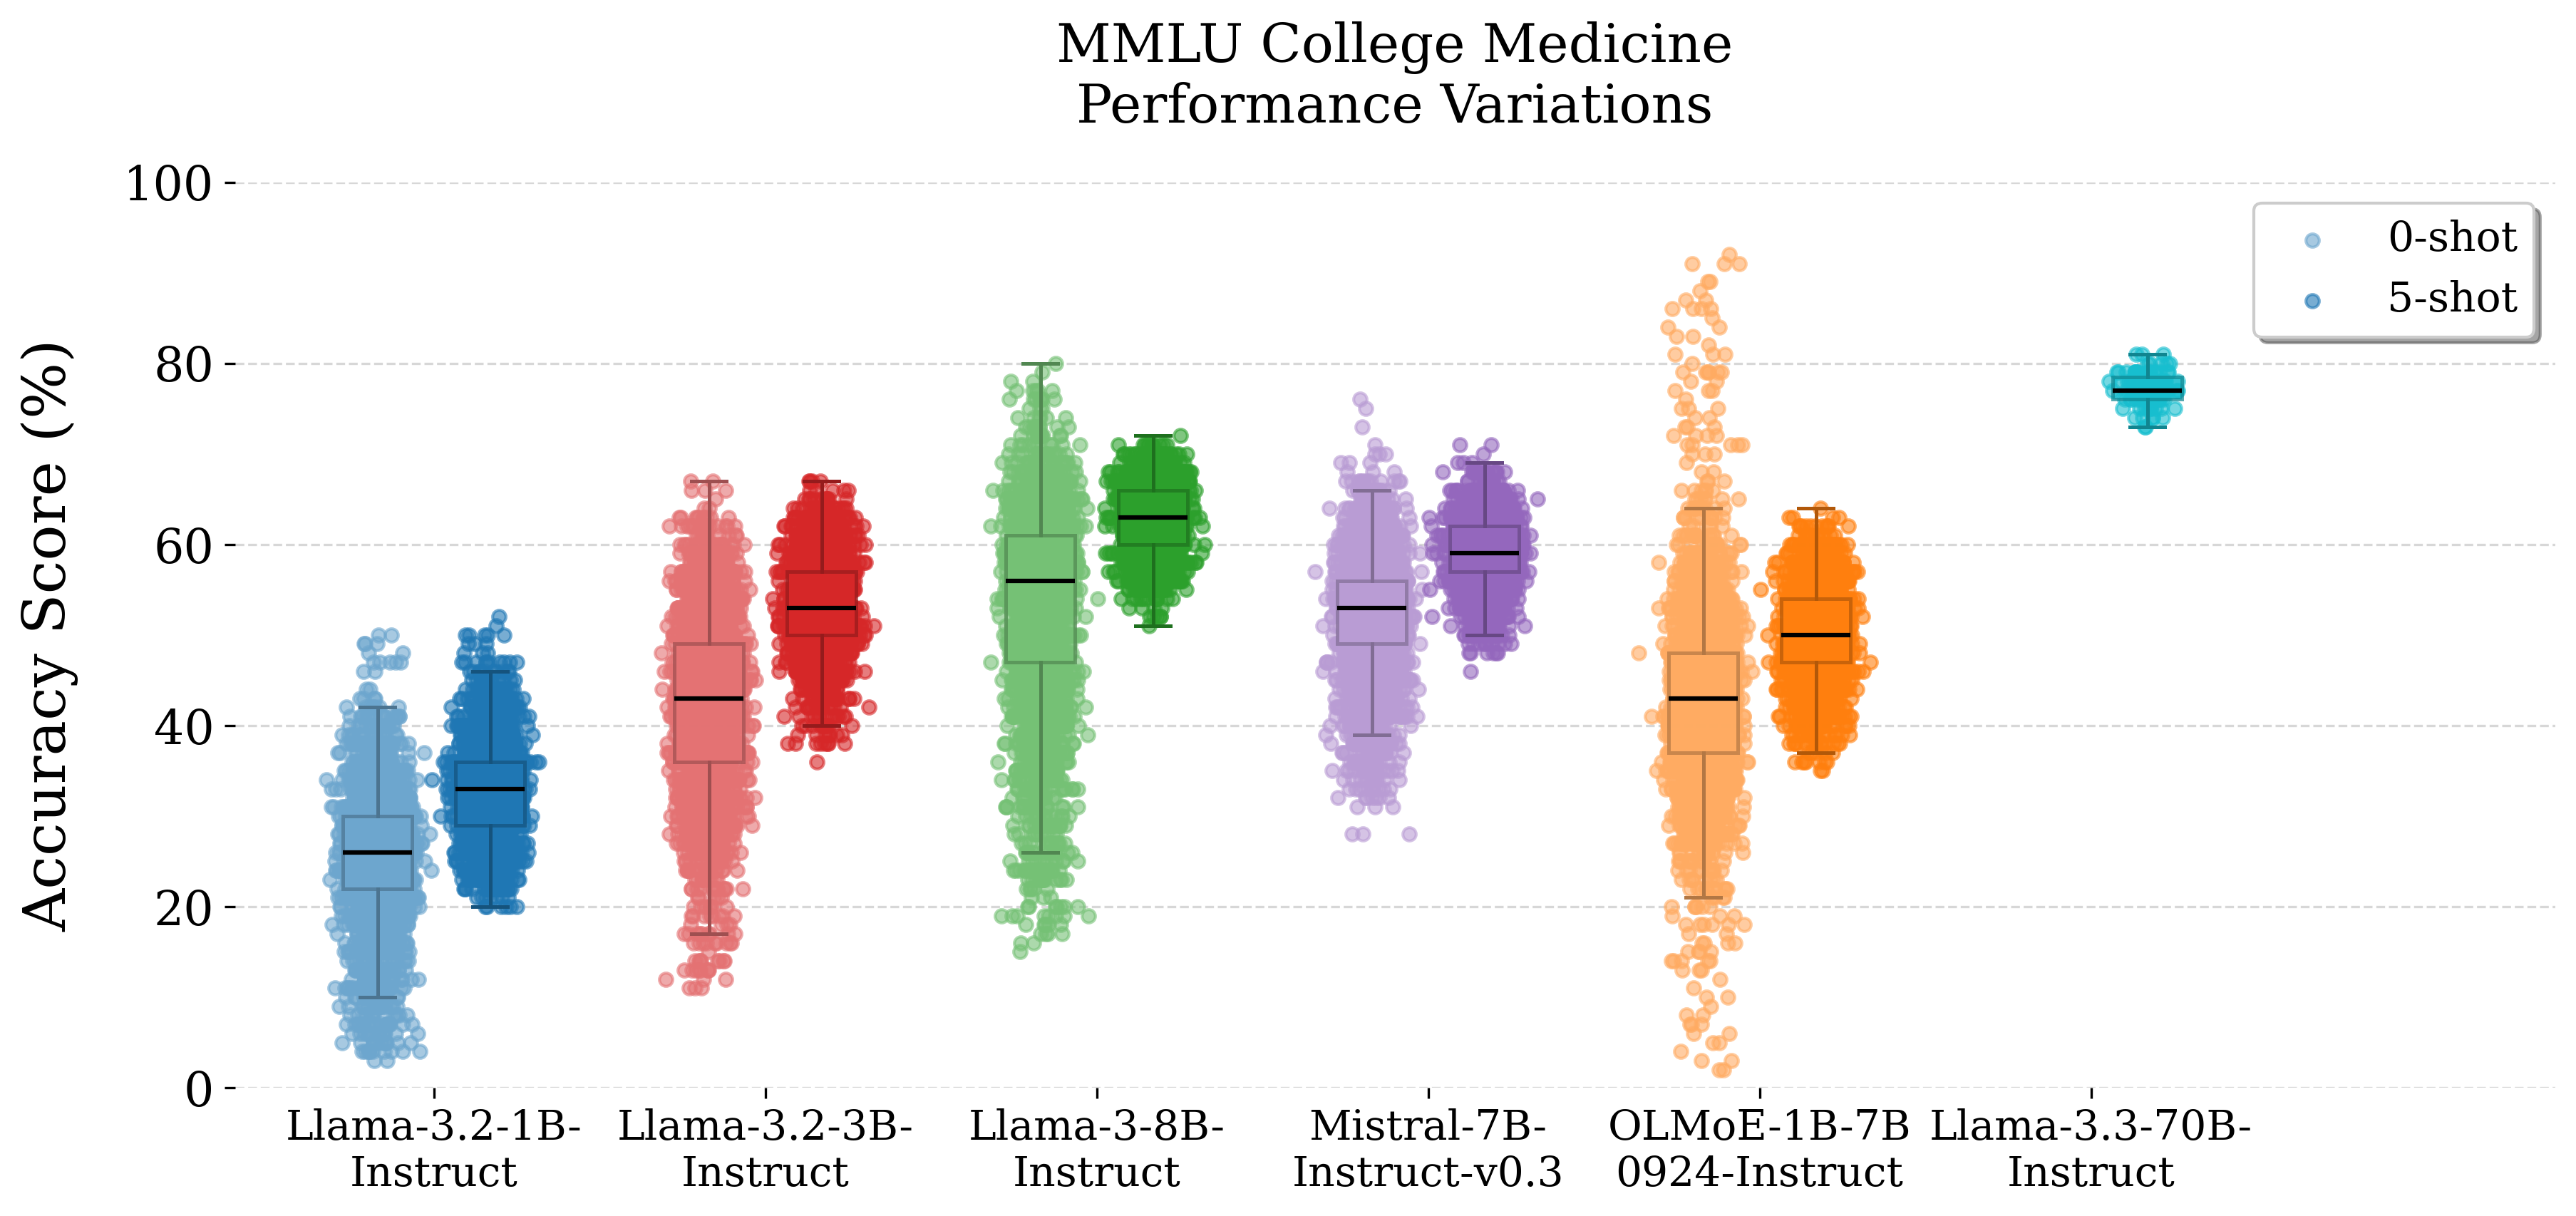 MMLU College Medicine
Performance Variations
Accuracy Score (%)
100
80
60
40
20
0
0-shot
5-shot
Llama-3.2-1B-
Instruct
Llama-3.2-3B-
Instruct
Llama-3-8B-
Instruct
Mistral-7B-
Instruct-v0.3
OLMoE-1B-7B
0924-Instruct
Llama-3.3-70B-
Instruct